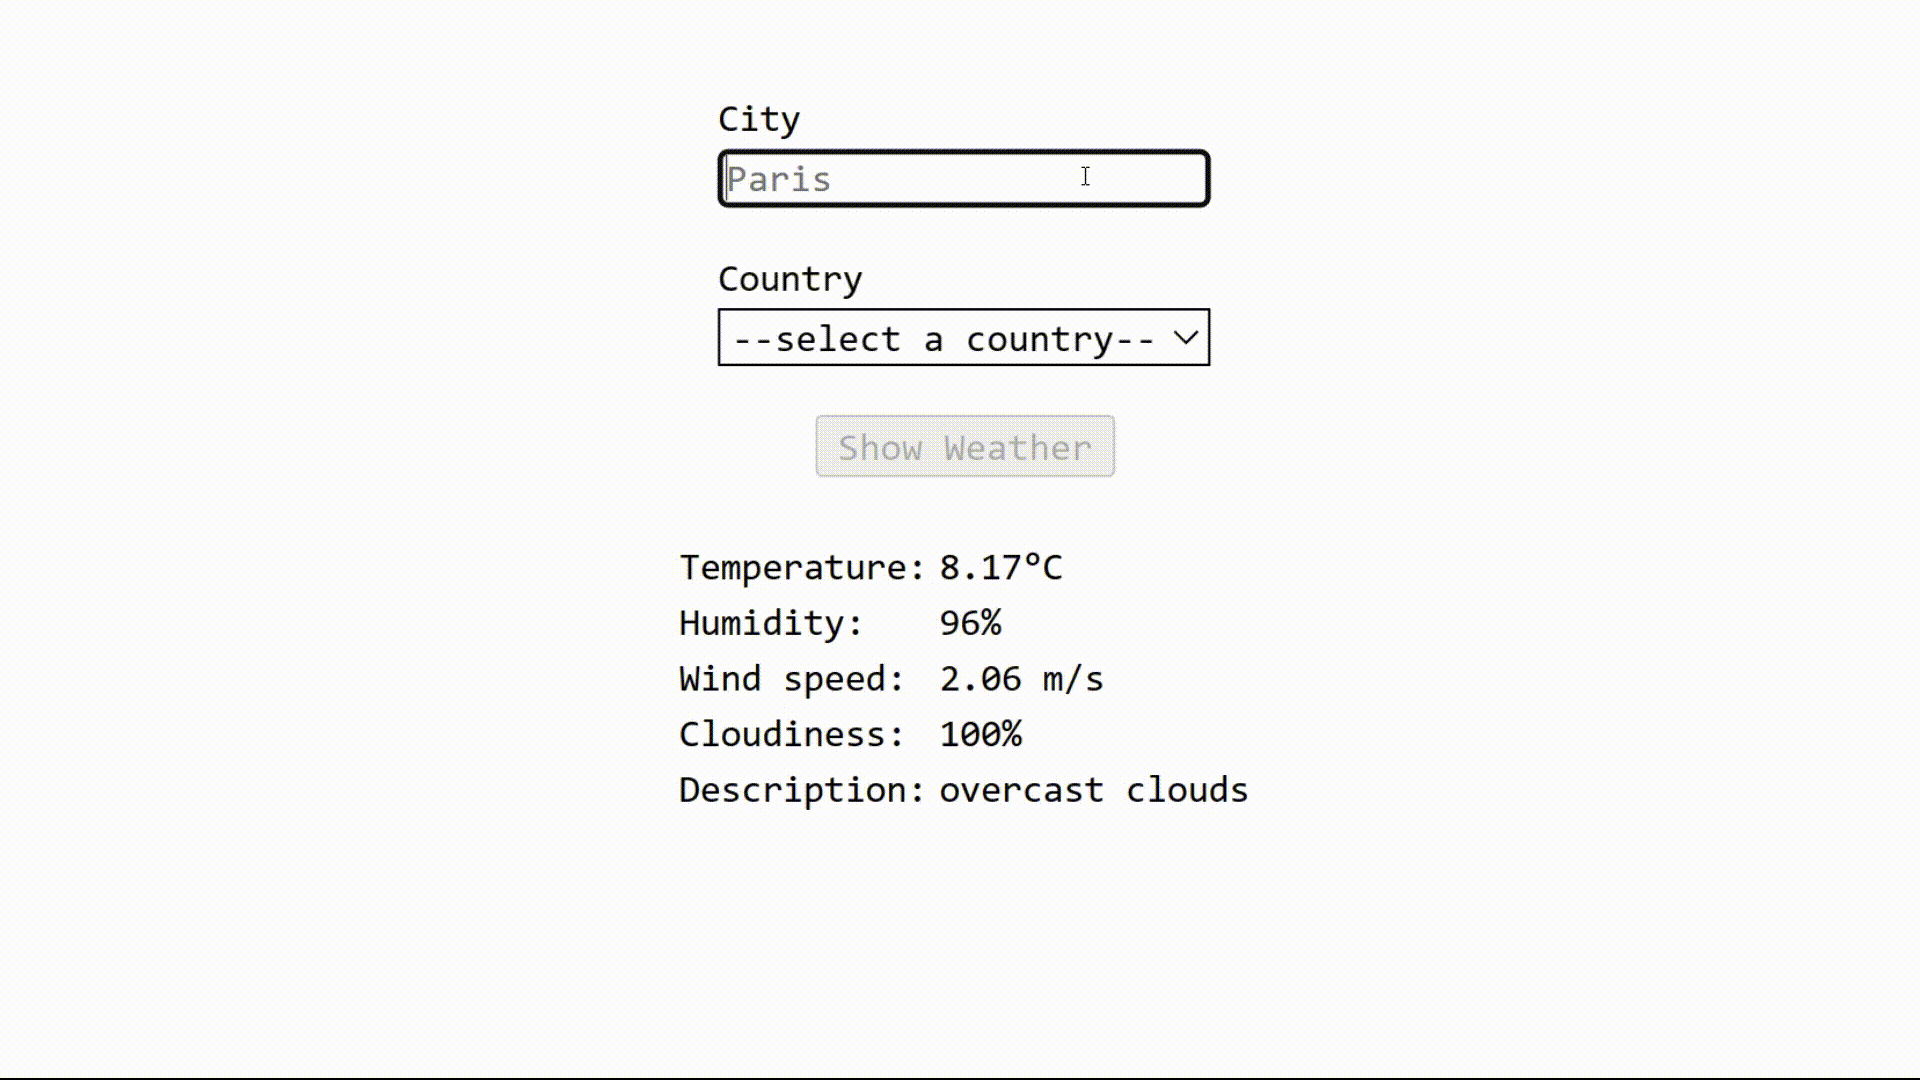 City
Paris
Country
--select a country--
Show Weather
Temperature: 8.17°C
Humidity: 96%
Wind speed: 2.06 m/s
Cloudiness: 100%
Description: overcast clouds